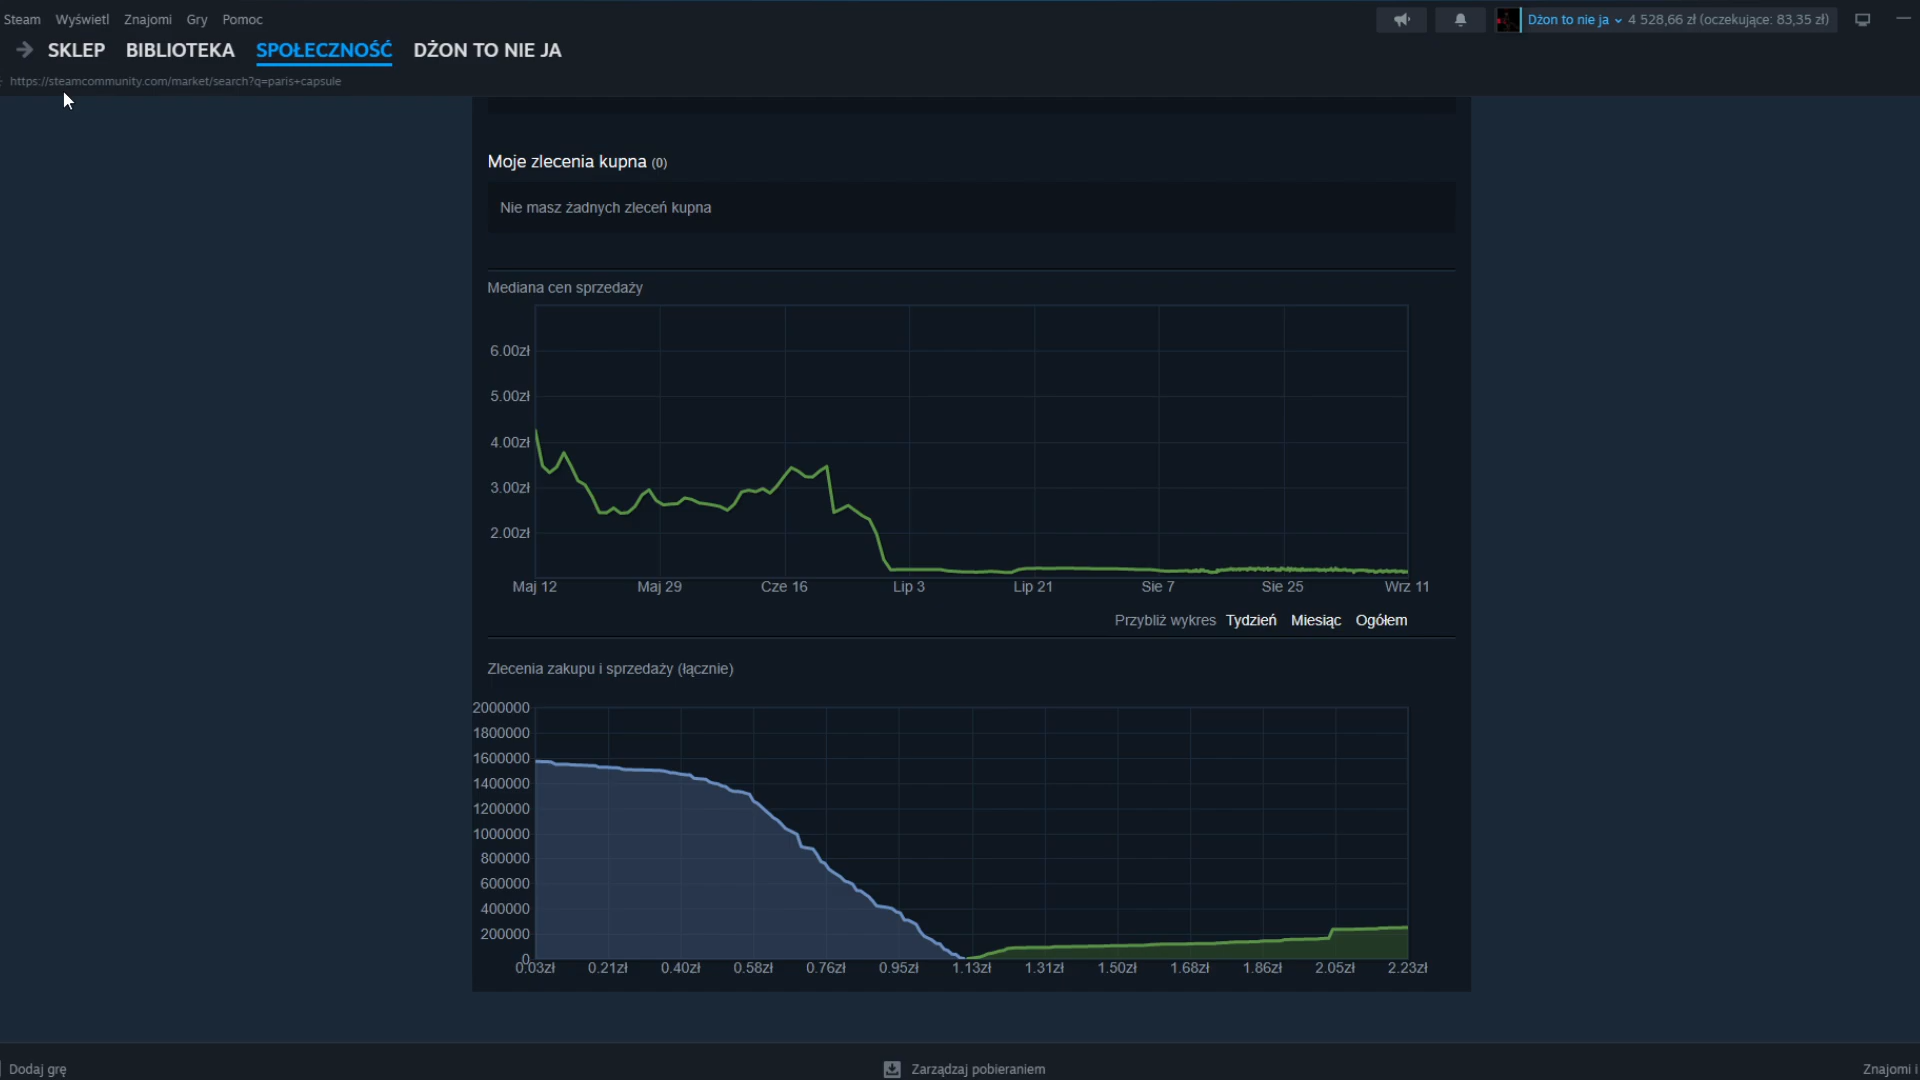 Steam Wyświetl Znajomi Gry Pomoc
Dżon to nie ja 4 528,66 zł (oczekujące: 83,35 zł)
SKLEP BIBLIOTEKA SPOŁECZNOŚĆ DŻON TO NIE JA
https://steamcommunity.com/market/search?q=paris+capsule
Moje zlecenia kupna (0)
Nie masz żadnych zleceń kupna
Mediana cen sprzedaży
6.00zł
5.00zł
4.00zł
3.00zł
2.00zł
Maj 12 Maj 29 Cze 16 Lip 3 Lip 21 Sie 7 Sie 25 Wrz 11
Przybliż wykres Tydzień Miesiąc Ogółem
Zlecenia zakupu i sprzedaży (łącznie)
2000000
1800000
1600000
1400000
1200000
1000000
800000
600000
400000
200000
0
0.03zł 0.21zł 0.40zł 0.58zł 0.76zł 0.95zł 1.13zł 1.31zł 1.50zł 1.68zł 1.86zł 2.05zł 2.23zł
Dodaj grę Zarządzaj pobieraniem Znajomi i